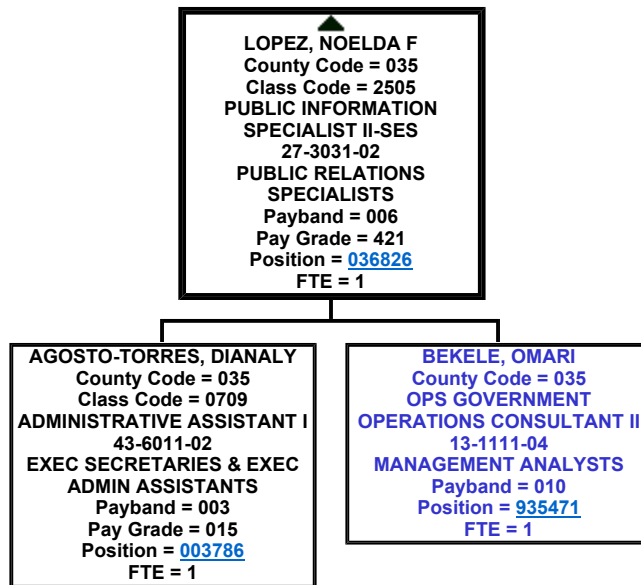 LOPEZ, NOELDA F
County Code = 035
Class Code = 2505
PUBLIC INFORMATION
SPECIALIST II-SES
27-3031-02
PUBLIC RELATIONS
SPECIALISTS
Payband = 006
Pay Grade = 421
Position = 036826
FTE = 1
AGOSTO-TORRES, DIANALY
County Code = 035
Class Code = 0709
ADMINISTRATIVE ASSISTANT I
43-6011-02
EXEC SECRETARIES & EXEC
ADMIN ASSISTANTS
Payband = 003
Pay Grade = 015
Position = 003786
FTE = 1
BEKELE, OMARI
County Code = 035
OPS GOVERNMENT
OPERATIONS CONSULTANT II
13-1111-04
MANAGEMENT ANALYSTS
Payband = 010
Position = 935471
FTE = 1